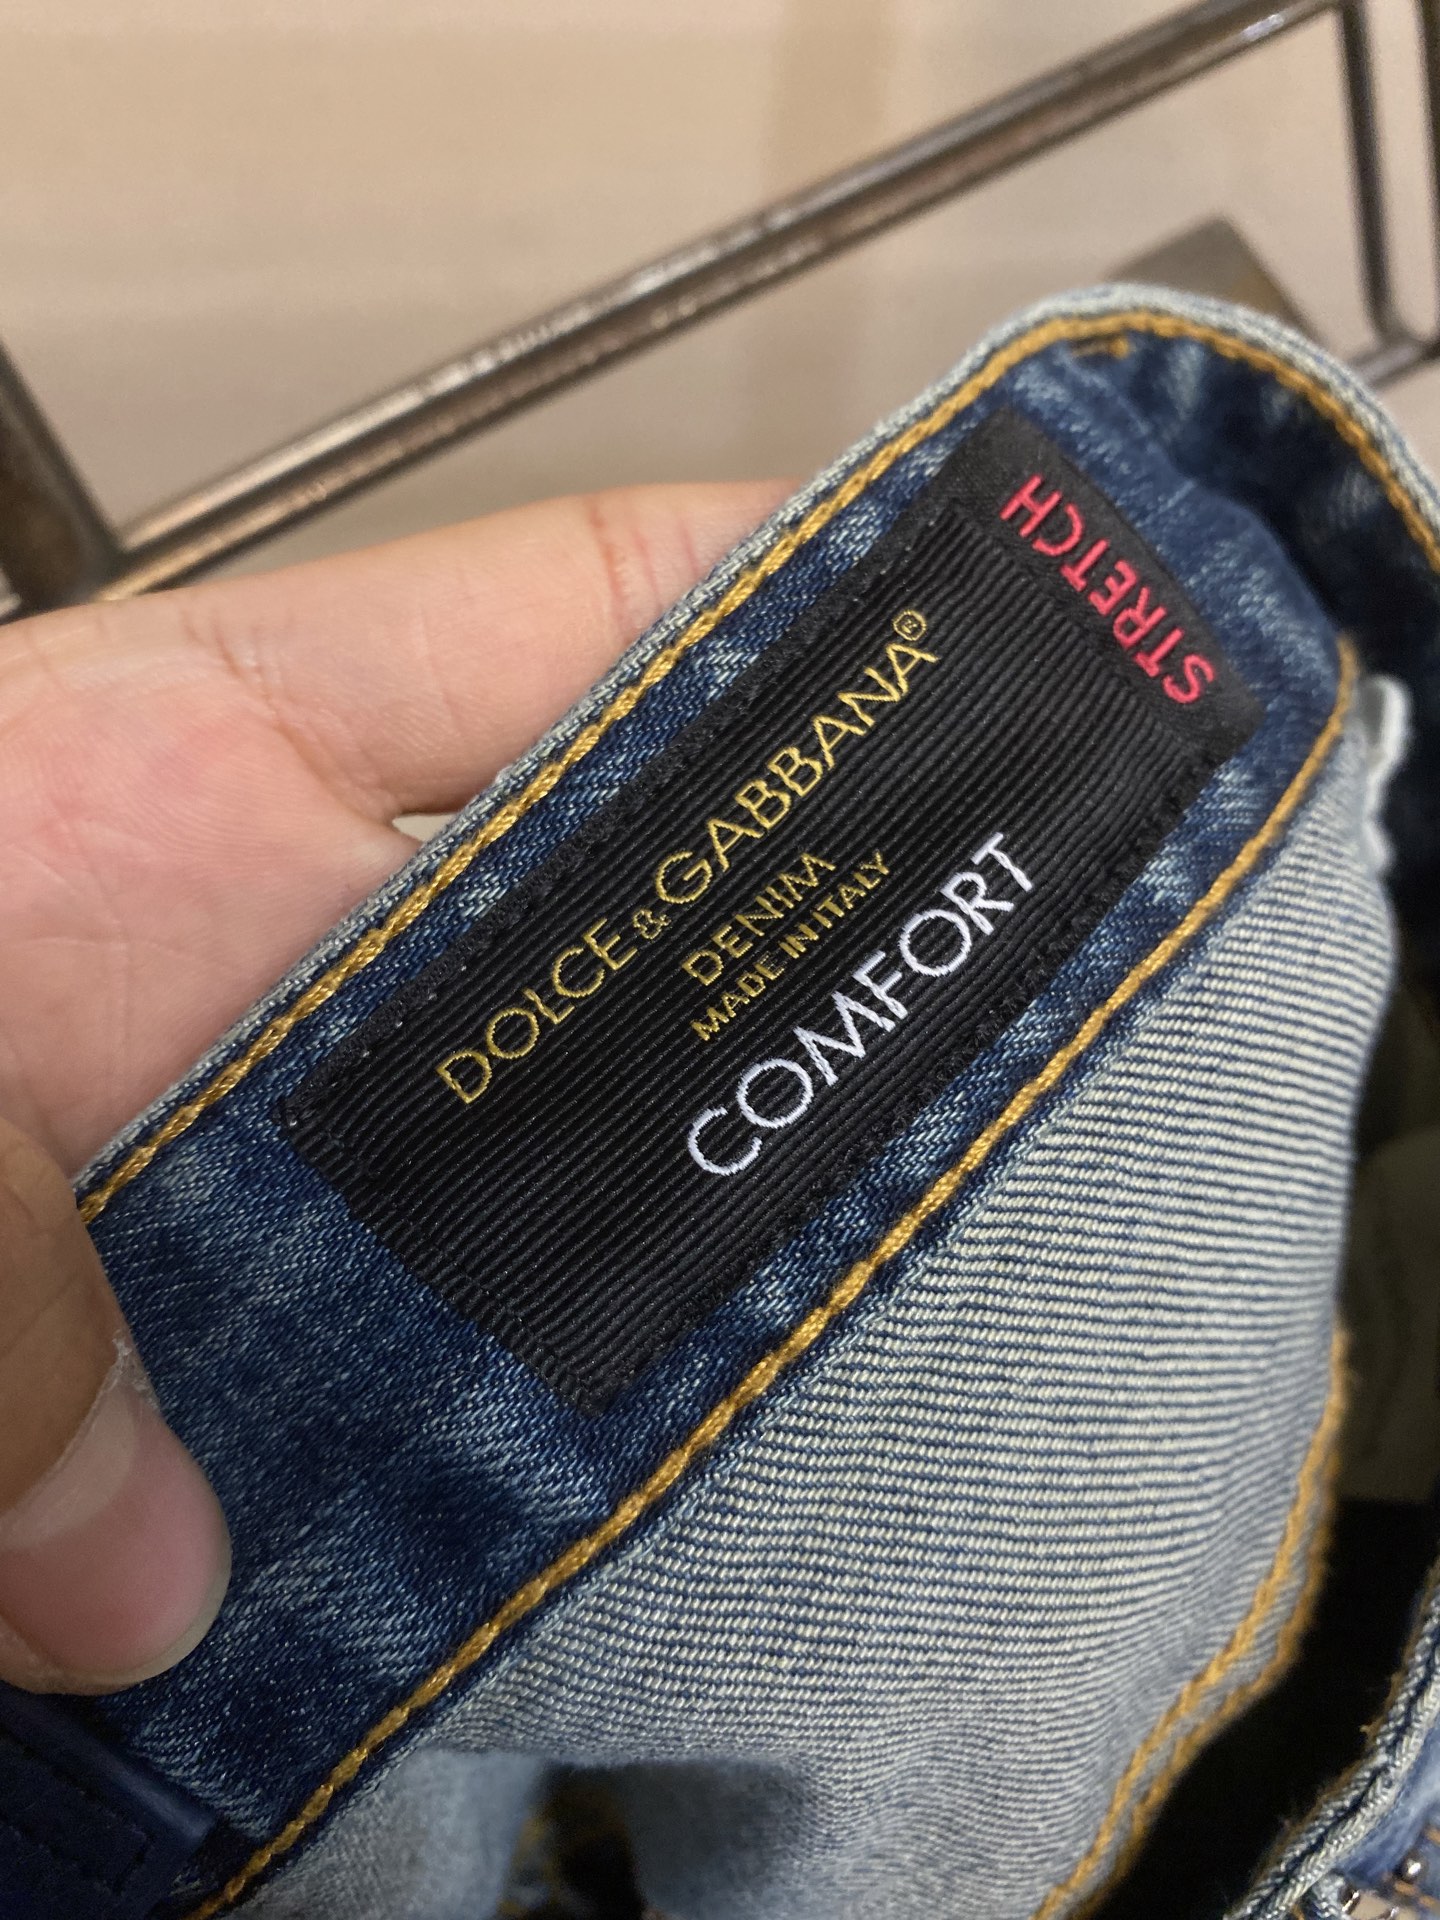 DOLCE & GABBANA®
DENIM
MADE IN ITALY
COMFORT
STRETCH